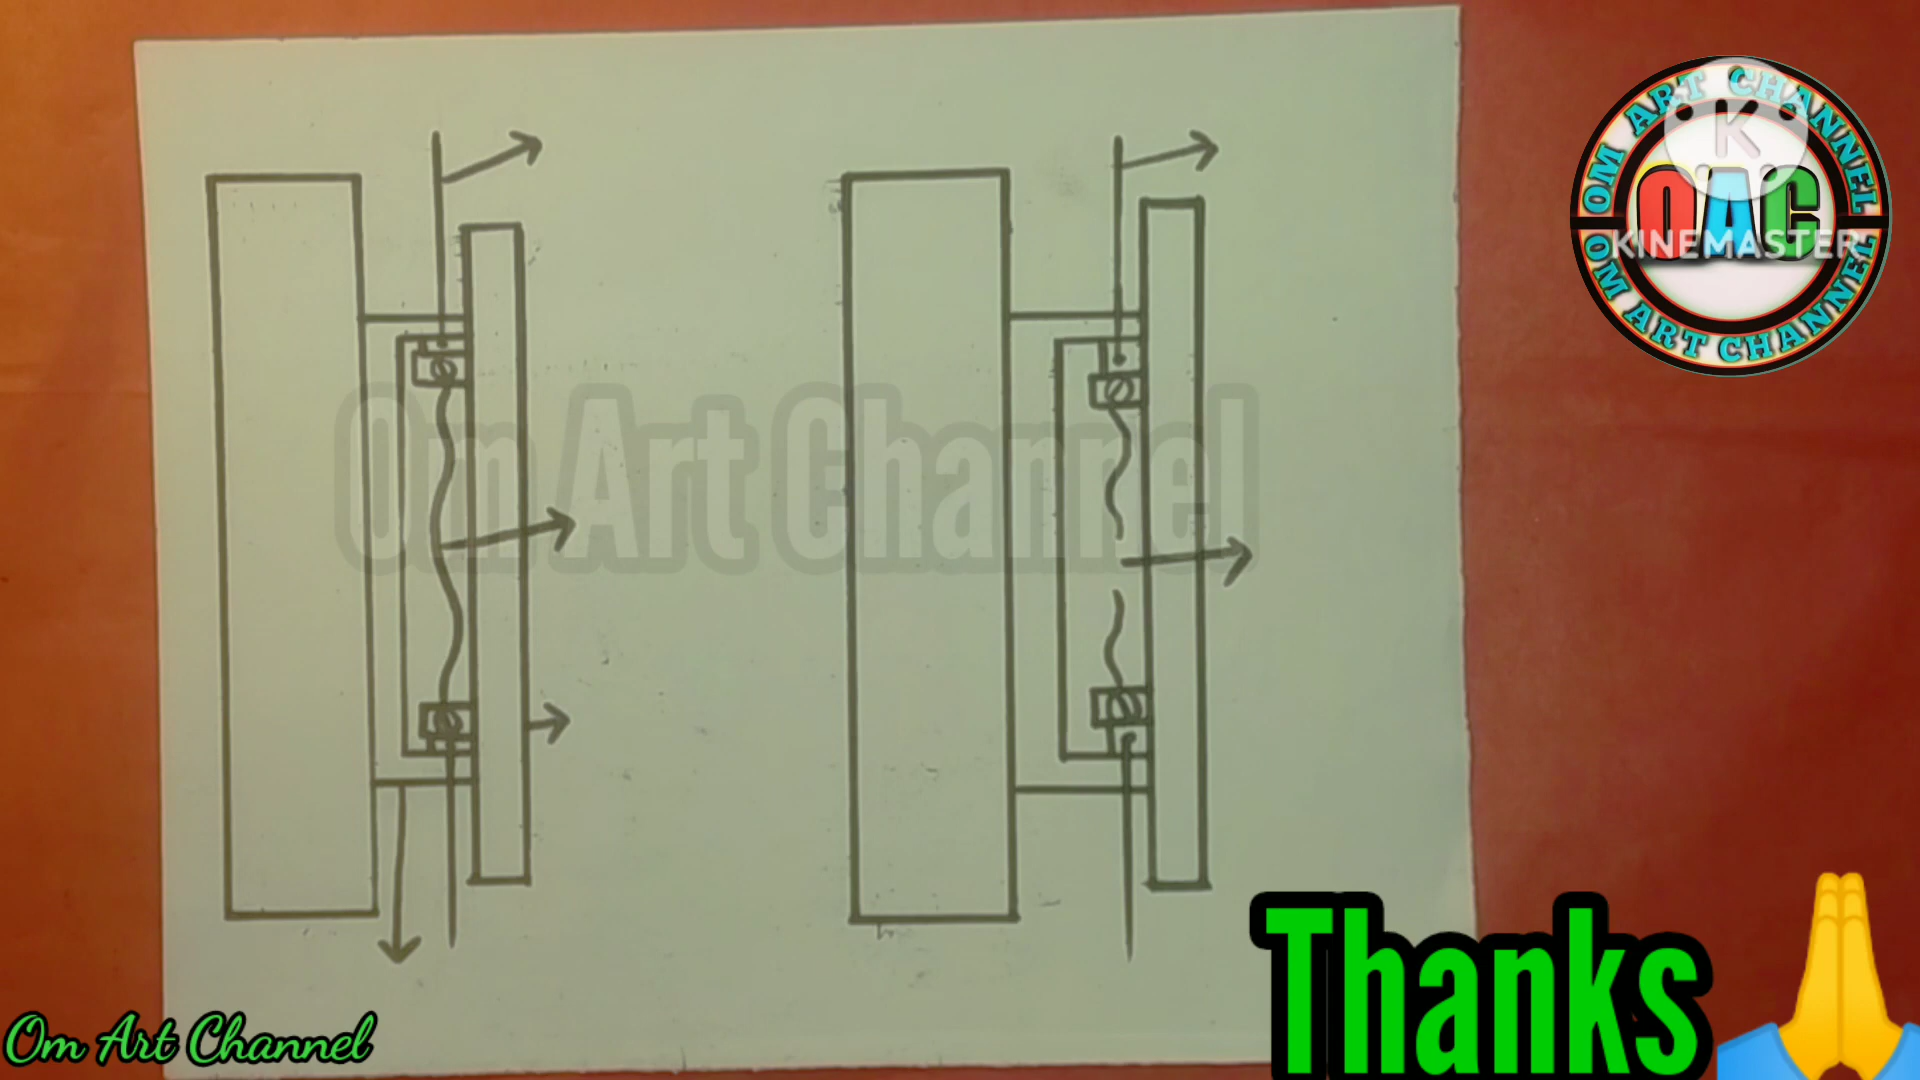 OM ART CHANNEL
K
OAC
KINEMASTER
OM ART CHANNEL
Om Art Channel
Thanks
Om Art Channel